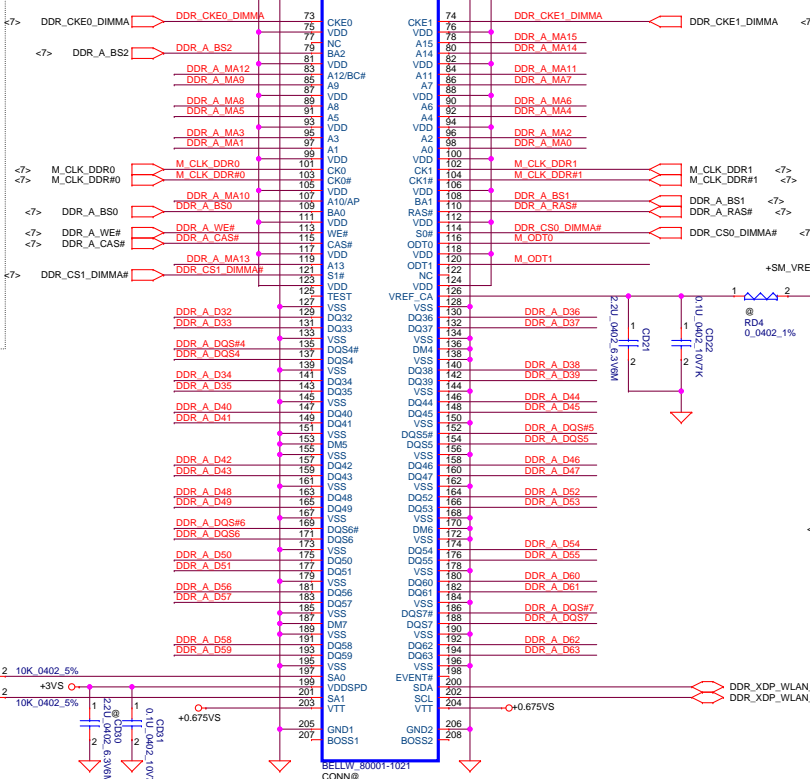 <7> DDR_CKE0_DIMMA DDR_CKE0_DIMMA 73 CKE0 CKE1 74 DDR_CKE1_DIMMA DDR_CKE1_DIMMA
75 VDD VDD 76
77 NC A15 78 DDR_A_MA15
<7> DDR_A_BS2 DDR_A_BS2 79 BA2 A14 80 DDR_A_MA14
81 VDD VDD 82
DDR_A_MA12 83 A12/BC# A11 84 DDR_A_MA11
DDR_A_MA9 85 A9 A7 86 DDR_A_MA7
87 VDD VDD 88
DDR_A_MA8 89 A8 A6 90 DDR_A_MA6
DDR_A_MA5 91 A5 A4 92 DDR_A_MA4
93 VDD VDD 94
DDR_A_MA3 95 A3 A2 96 DDR_A_MA2
DDR_A_MA1 97 A1 A0 98 DDR_A_MA0
99 VDD VDD 100
<7> M_CLK_DDR0 M_CLK_DDR0 101 CK0 CK1 102 M_CLK_DDR1 M_CLK_DDR1 <7>
<7> M_CLK_DDR#0 M_CLK_DDR#0 103 CK0# CK1# 104 M_CLK_DDR#1 M_CLK_DDR#1 <7>
105 VDD VDD 106
DDR_A_MA10 107 A10/AP BA1 108 DDR_A_BS1 DDR_A_BS1 <7>
<7> DDR_A_BS0 DDR_A_BS0 109 BA0 RAS# 110 DDR_A_RAS# DDR_A_RAS# <7>
111 VDD VDD 112
<7> DDR_A_WE# DDR_A_WE# 113 WE# S0# 114 DDR_CS0_DIMMA# DDR_CS0_DIMMA# <7
<7> DDR_A_CAS# DDR_A_CAS# 115 CAS# ODT0 116 M_ODT0
117 VDD VDD 118
DDR_A_MA13 119 A13 ODT1 120 M_ODT1
<7> DDR_CS1_DIMMA# DDR_CS1_DIMMA# 121 S1# NC 122
123 VDD VDD 124
125 TEST VREF_CA 126
+SM_VRE
1 2
@
RD4
0_0402_1%
2.2U_0402_6.3V6M
1 2
CD21
0.1U_0402_10V7K
1 2
CD22
127 VSS VSS 128
DDR_A_D32 129 DQ32 DQ36 130 DDR_A_D36
DDR_A_D33 131 DQ33 DQ37 132 DDR_A_D37
133 VSS VSS 134
DDR_A_DQS#4 135 DQS4# DM4 136
DDR_A_DQS4 137 DQS4 VSS 138
139 VSS DQ38 140 DDR_A_D38
DDR_A_D34 141 DQ34 DQ39 142 DDR_A_D39
DDR_A_D35 143 DQ35 VSS 144
145 VSS DQ44 146 DDR_A_D44
DDR_A_D40 147 DQ40 DQ45 148 DDR_A_D45
DDR_A_D41 149 DQ41 VSS 150
151 VSS DQS5# 152 DDR_A_DQS#5
153 DM5 DQS5 154 DDR_A_DQS5
155 VSS VSS 156
DDR_A_D42 157 DQ42 DQ46 158 DDR_A_D46
DDR_A_D43 159 DQ43 DQ47 160 DDR_A_D47
161 VSS VSS 162
DDR_A_D48 163 DQ48 DQ52 164 DDR_A_D52
DDR_A_D49 165 DQ49 DQ53 166 DDR_A_D53
167 VSS VSS 168
DDR_A_DQS#6 169 DQS6# DM6 170
DDR_A_DQS6 171 DQS6 VSS 172
173 VSS DQ54 174 DDR_A_D54
DDR_A_D50 175 DQ50 DQ55 176 DDR_A_D55
DDR_A_D51 177 DQ51 VSS 178
179 VSS DQ60 180 DDR_A_D60
DDR_A_D56 181 DQ56 DQ61 182 DDR_A_D61
DDR_A_D57 183 DQ57 VSS 184
185 VSS DQS7# 186 DDR_A_DQS#7
187 DM7 DQS7 188 DDR_A_DQS7
189 VSS VSS 190
DDR_A_D58 191 DQ58 DQ62 192 DDR_A_D62
DDR_A_D59 193 DQ59 DQ63 194 DDR_A_D63
195 VSS VSS 196
2 10K_0402_5% 197 SA0 EVENT# 198
+3VS 199 VDDSPD SDA 200 DDR_XDP_WLAN_
2 10K_0402_5% 201 SA1 SCL 202 DDR_XDP_WLAN_
+0.675VS 203 VTT VTT 204 +0.675VS
205 GND1 GND2 206
207 BOSS1 BOSS2 208
1 2
2.2U_0402_6.3V6M
@
CD30
1 2
0.1U_0402_10V7
CD31
BELLW_80001-1021
CONN@